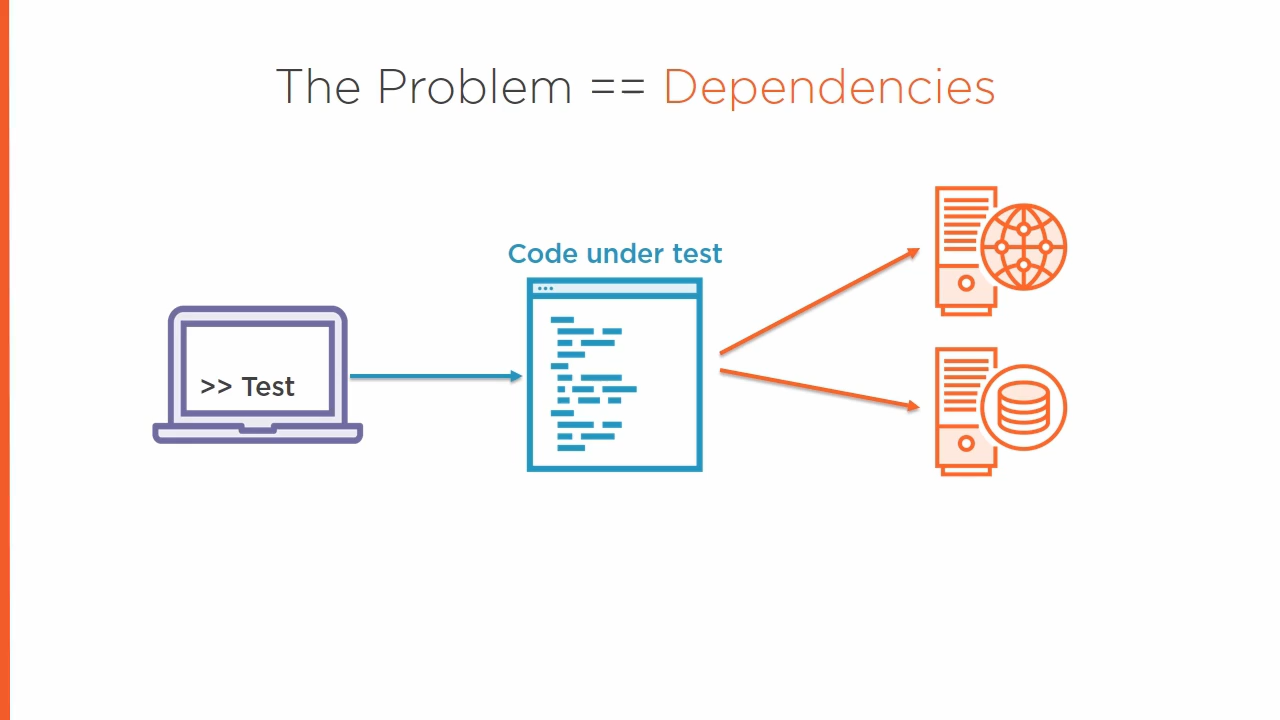 The Problem == Dependencies
Code under test
>> Test